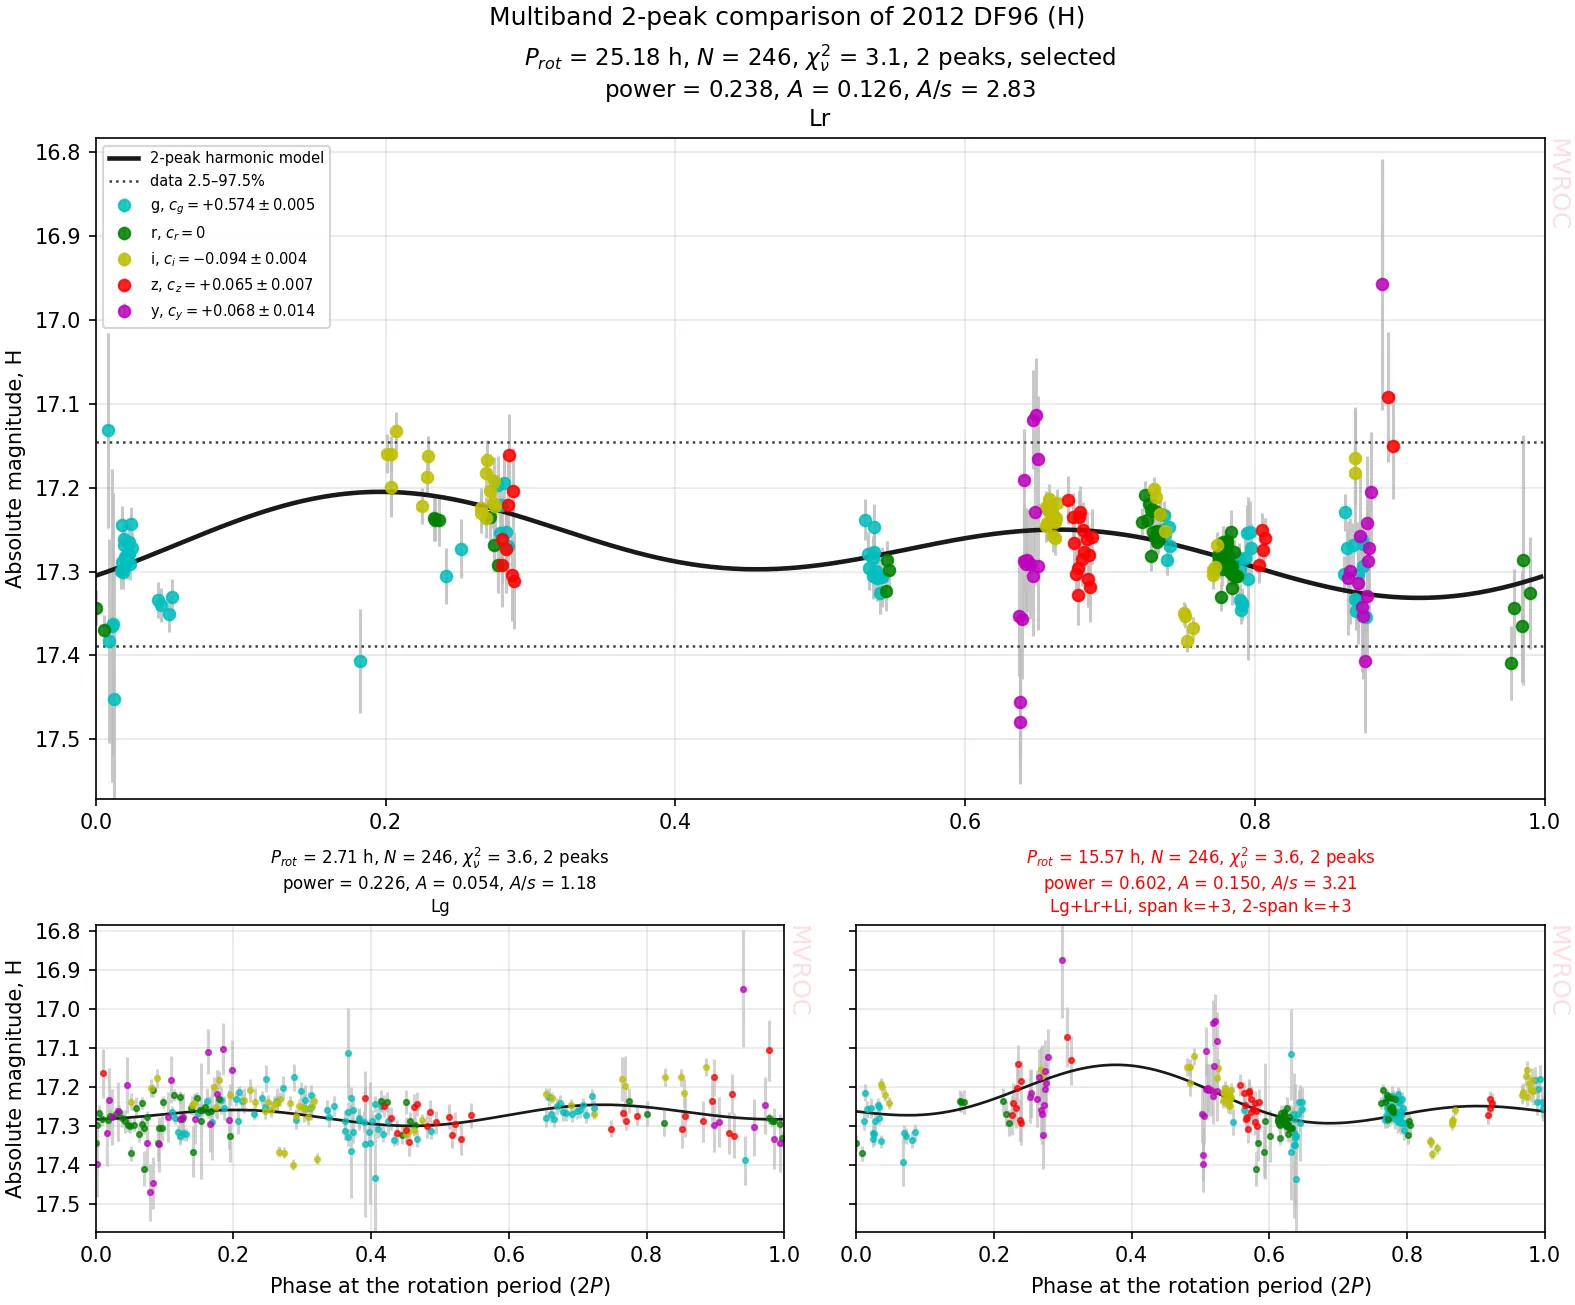 Multiband 2-peak comparison of 2012 DF96 (H)
P_rot = 25.18 h, N = 246, χ²_ν = 3.1, 2 peaks, selected
power = 0.238, A = 0.126, A/s = 2.83
Lr
MVROC
2-peak harmonic model
data 2.5–97.5%
g, c_g = +0.574 ± 0.005
r, c_r = 0
i, c_i = −0.094 ± 0.004
z, c_z = +0.065 ± 0.007
y, c_y = +0.068 ± 0.014
Absolute magnitude, H
16.8
16.9
17.0
17.1
17.2
17.3
17.4
17.5
0.0 0.2 0.4 0.6 0.8 1.0
P_rot = 2.71 h, N = 246, χ²_ν = 3.6, 2 peaks
power = 0.226, A = 0.054, A/s = 1.18
Lg
MVROC
Absolute magnitude, H
16.8
16.9
17.0
17.1
17.2
17.3
17.4
17.5
0.0 0.2 0.4 0.6 0.8 1.0
Phase at the rotation period (2P)
P_rot = 15.57 h, N = 246, χ²_ν = 3.6, 2 peaks
power = 0.602, A = 0.150, A/s = 3.21
Lg+Lr+Li, span k=+3, 2-span k=+3
MVROC
0.0 0.2 0.4 0.6 0.8 1.0
Phase at the rotation period (2P)